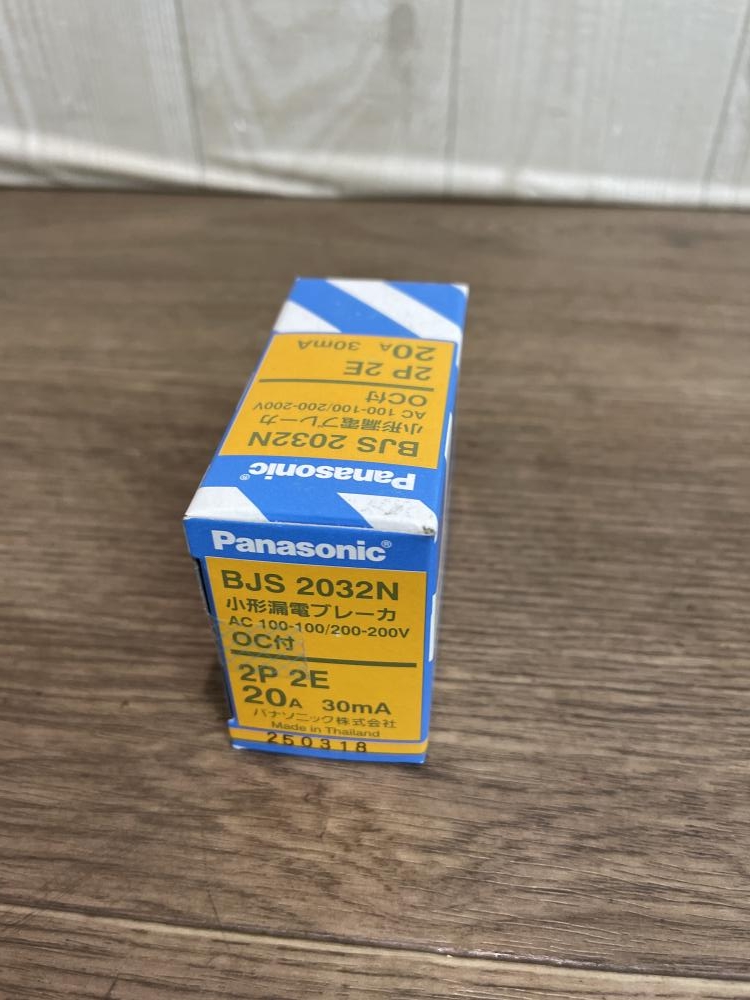 20A 30mA
2P 2E
OC付
AC 100-100/200-200V
小形漏電ブレーカ
BJS 2032N
Panasonic®
Panasonic®
BJS 2032N
小形漏電ブレーカ
AC 100-100/200-200V
OC付
2P 2E
20A 30mA
パナソニック株式会社
Made in Thailand
250318